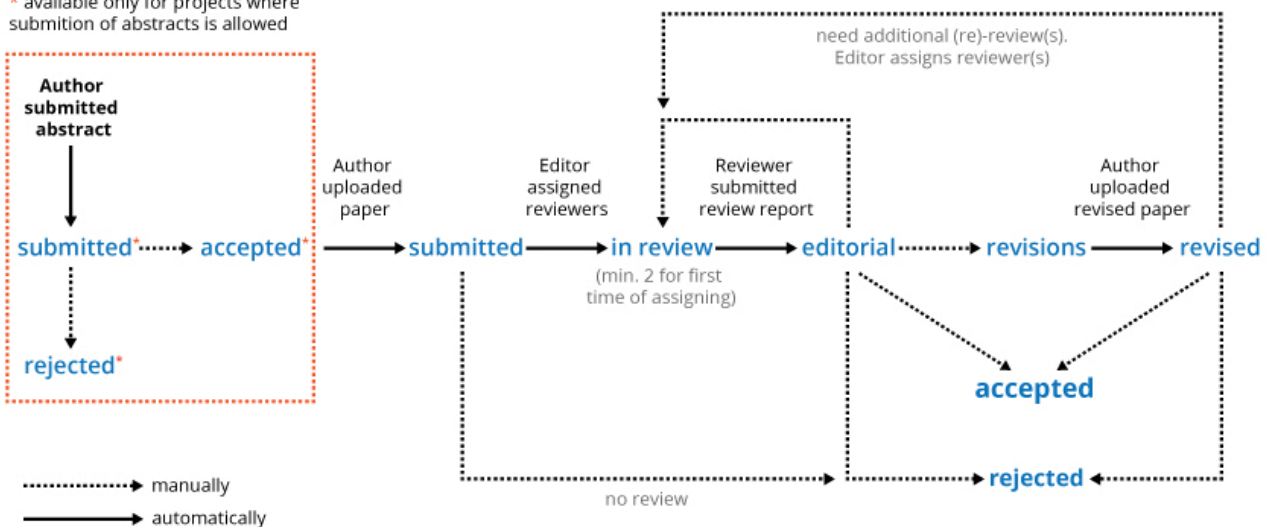 * available only for projects where
submition of abstracts is allowed
need additional (re)-review(s).
Editor assigns reviewer(s)
Author
submitted
abstract
Author
uploaded
paper
Editor
assigned
reviewers
Reviewer
submitted
review report
Author
uploaded
revised paper
submitted*
accepted*
submitted
in review
editorial
revisions
revised
(min. 2 for first
time of assigning)
rejected*
accepted
rejected
no review
manually
automatically